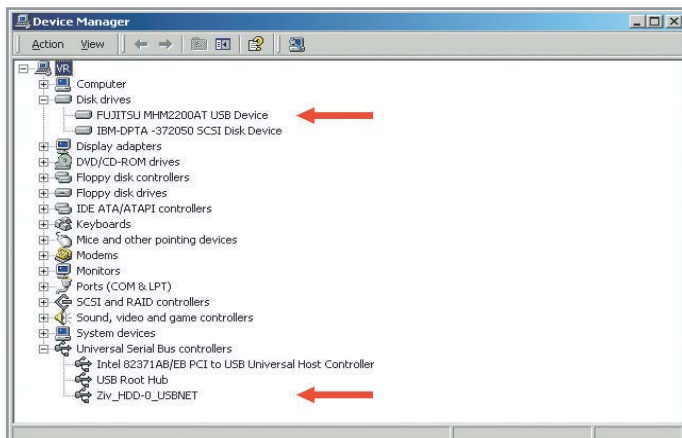 Device Manager
Action View
VR
Computer
Disk drives
FUJITSU MHM2200AT USB Device
IBM-DPTA -372050 SCSI Disk Device
Display adapters
DVD/CD-ROM drives
Floppy disk controllers
Floppy disk drives
IDE ATA/ATAPI controllers
Keyboards
Mice and other pointing devices
Modems
Monitors
Ports (COM & LPT)
SCSI and RAID controllers
Sound, video and game controllers
System devices
Universal Serial Bus controllers
Intel 82371AB/EB PCI to USB Universal Host Controller
USB Root Hub
Ziv_HDD-0_USBNET